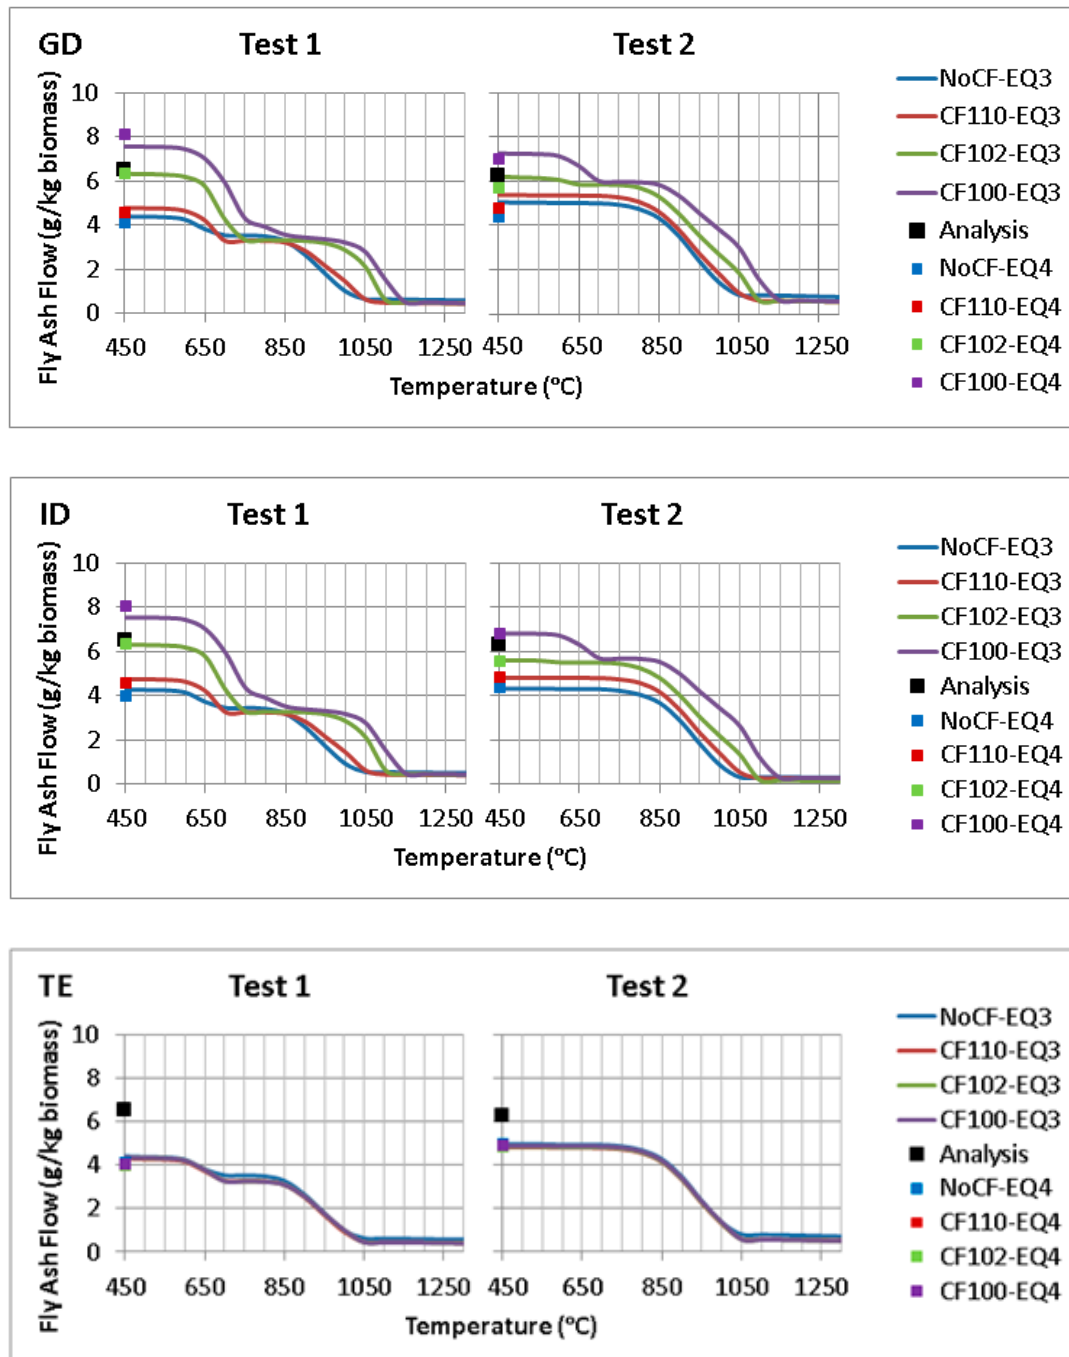 GD Test 1 Test 2
Fly Ash Flow (g/kg biomass)
10
8
6
4
2
0
450 650 850 1050 1250 450 650 850 1050 1250
Temperature (°C)
NoCF-EQ3
CF110-EQ3
CF102-EQ3
CF100-EQ3
Analysis
NoCF-EQ4
CF110-EQ4
CF102-EQ4
CF100-EQ4
ID Test 1 Test 2
Fly Ash Flow (g/kg biomass)
10
8
6
4
2
0
450 650 850 1050 1250 450 650 850 1050 1250
Temperature (°C)
NoCF-EQ3
CF110-EQ3
CF102-EQ3
CF100-EQ3
Analysis
NoCF-EQ4
CF110-EQ4
CF102-EQ4
CF100-EQ4
TE Test 1 Test 2
Fly Ash Flow (g/kg biomass)
10
8
6
4
2
0
450 650 850 1050 1250 450 650 850 1050 1250
Temperature (°C)
NoCF-EQ3
CF110-EQ3
CF102-EQ3
CF100-EQ3
Analysis
NoCF-EQ4
CF110-EQ4
CF102-EQ4
CF100-EQ4